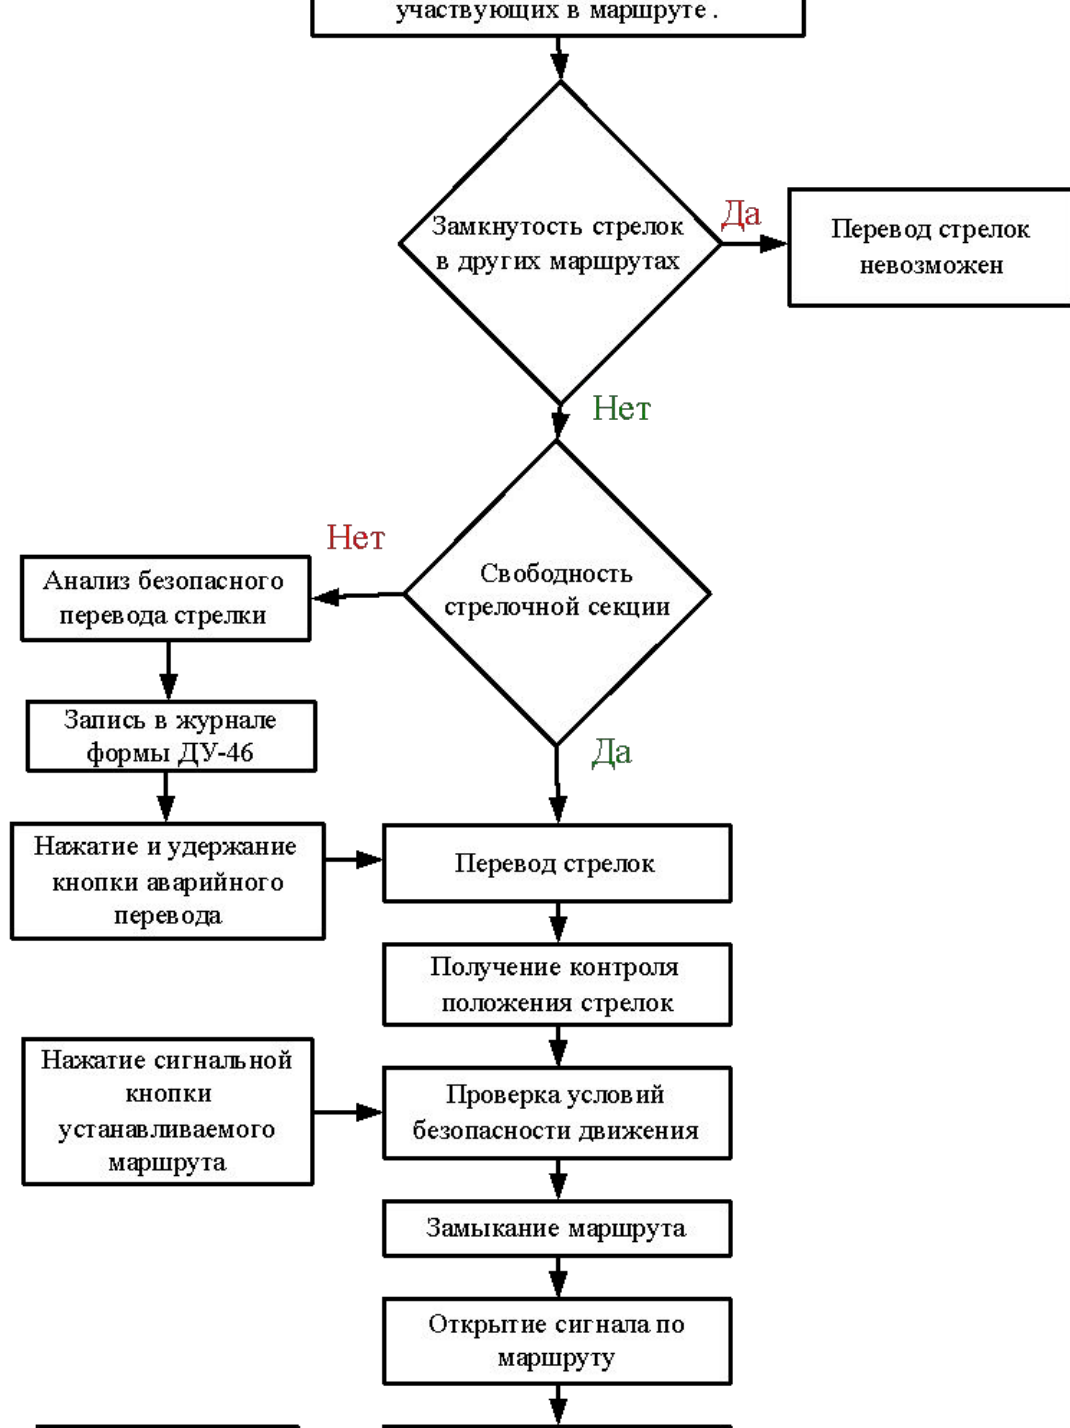 участвующих в маршруте .
Замкнутость стрелок
в других маршрутах
Да
Перевод стрелок
невозможен
Нет
Свободность
стрелочной секции
Нет
Анализ безопасного
перевода стрелки
Запись в журнале
формы ДУ-46
Да
Нажатие и удержание
кнопки аварийного
перевода
Перевод стрелок
Получение контроля
положения стрелок
Нажатие сигнальной
кнопки
устанавливаемого
маршрута
Проверка условий
безопасности движения
Замыкание маршрута
Открытие сигнала по
маршруту